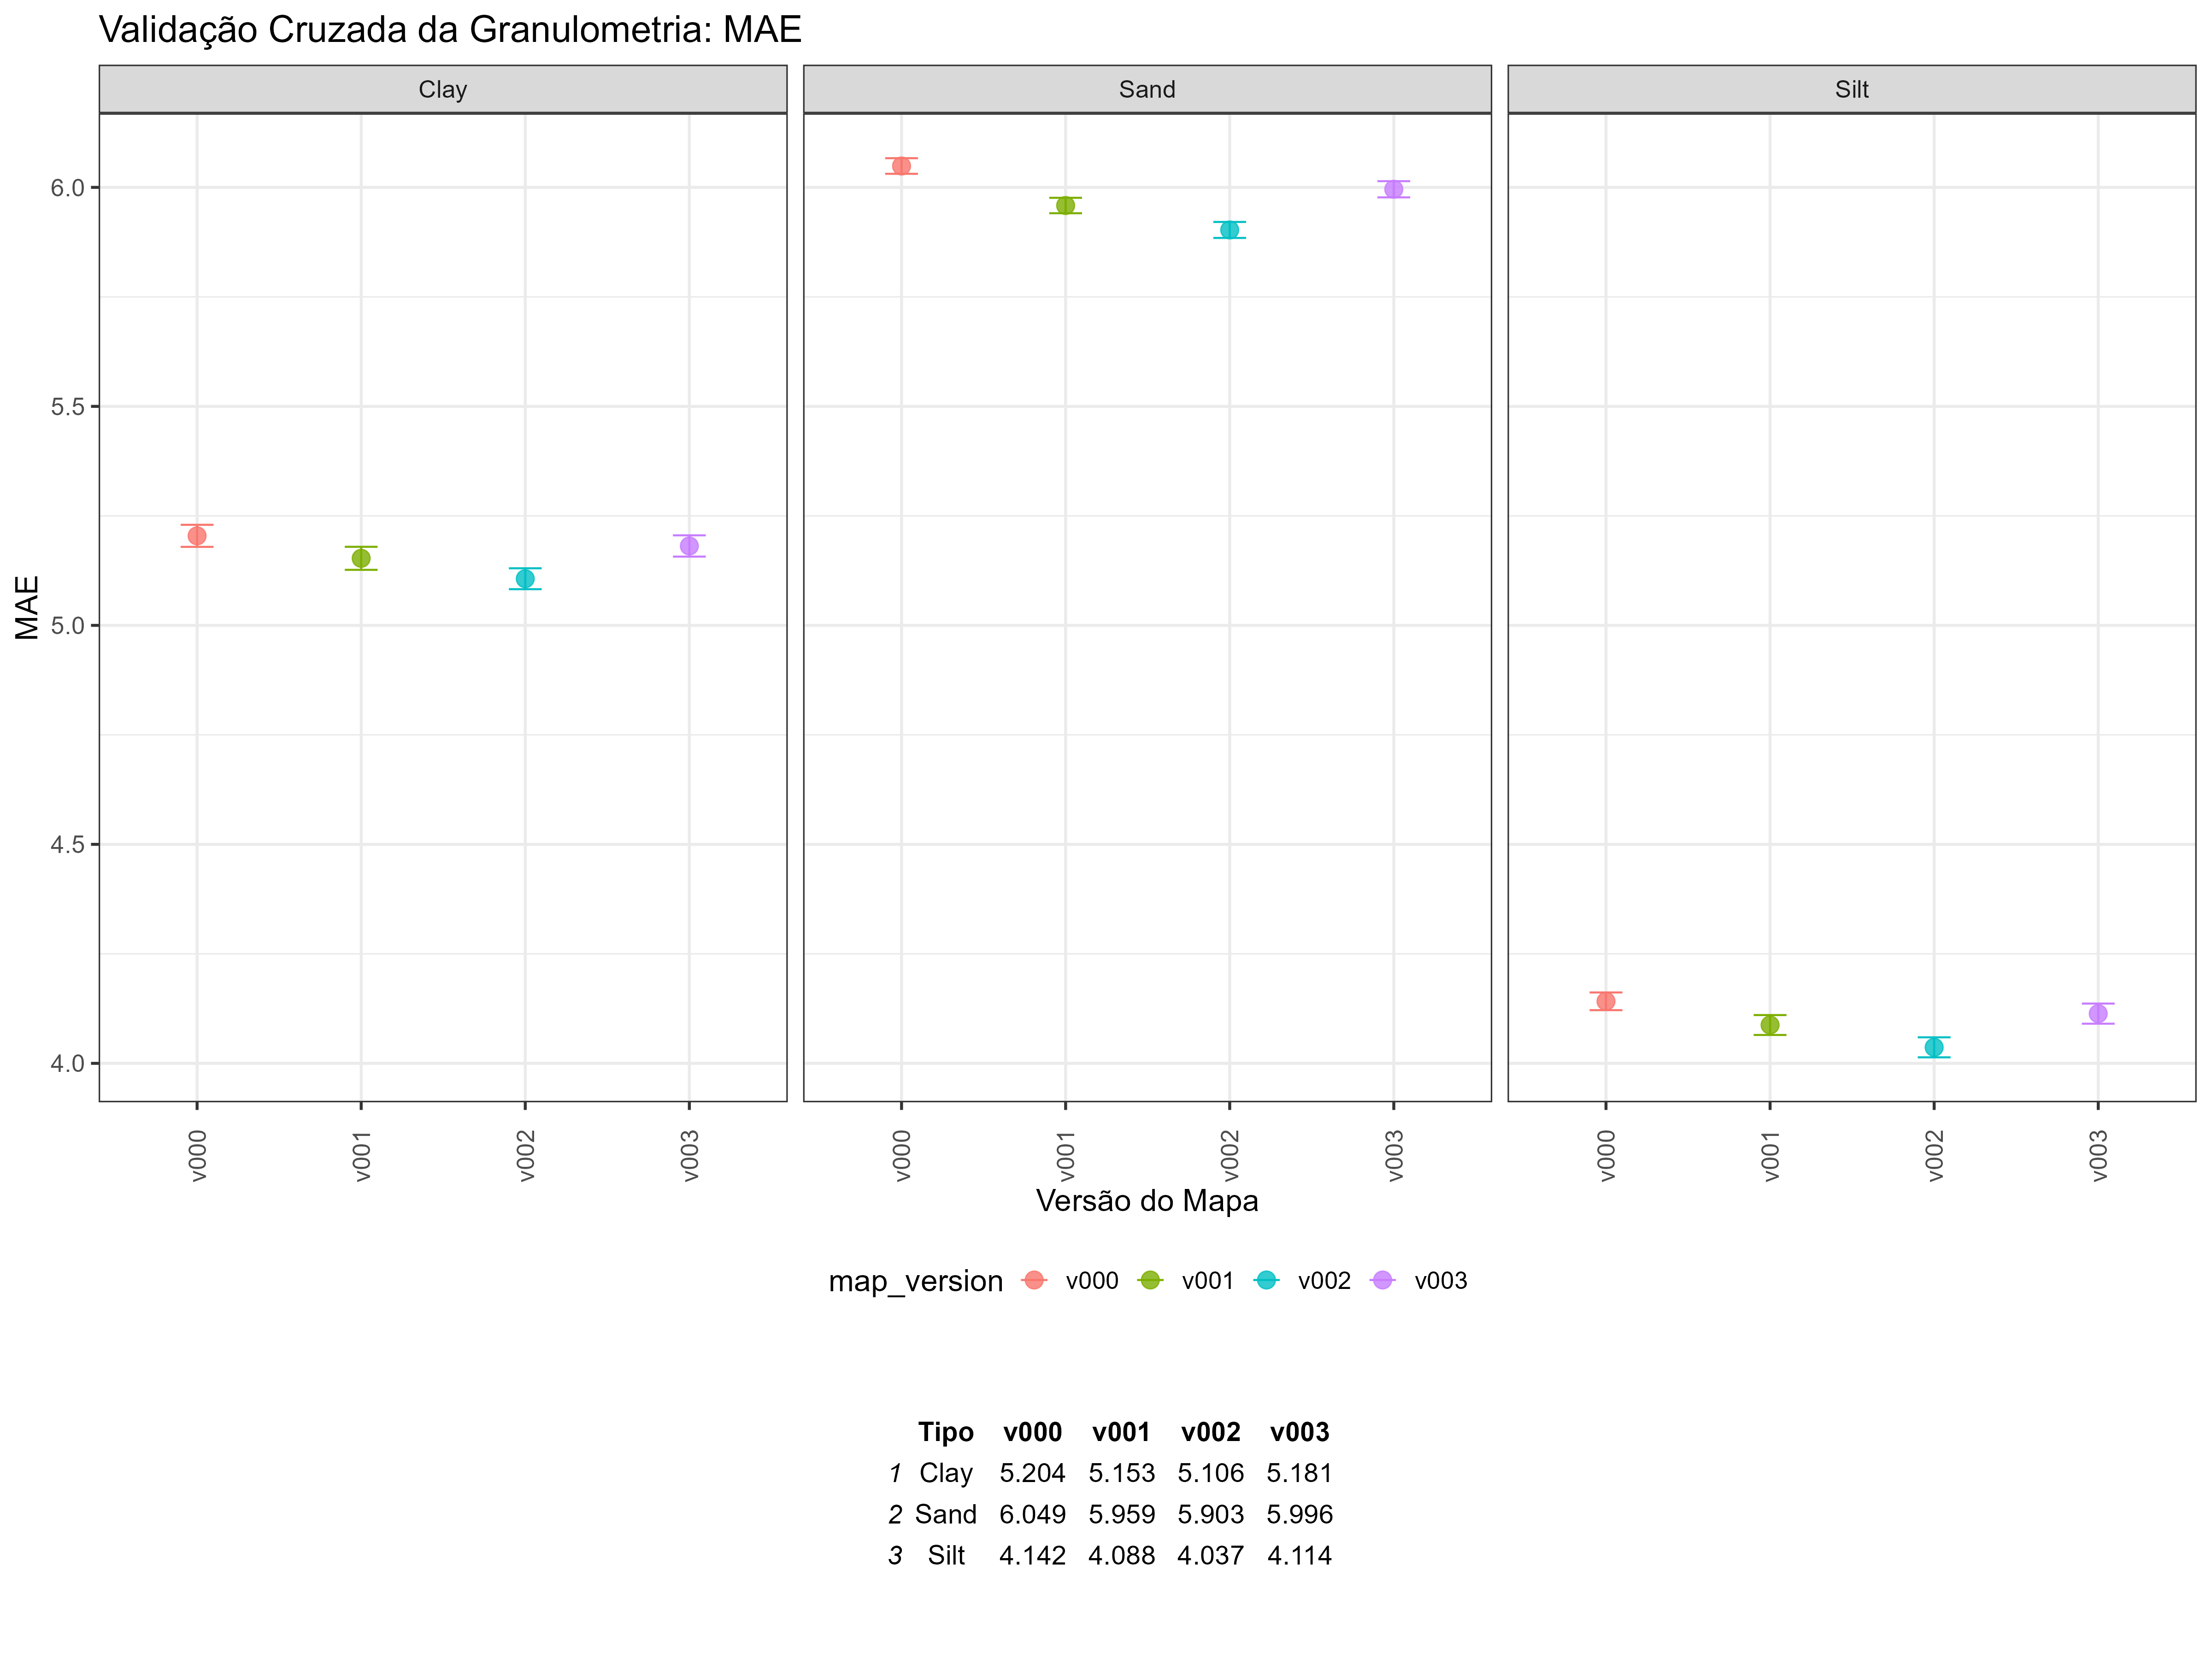 Validação Cruzada da Granulometria: MAE
Clay Sand Silt
6.0
5.5
5.0
4.5
4.0
MAE
v000 v001 v002 v003 v000 v001 v002 v003 v000 v001 v002 v003
Versão do Mapa
map_version v000 v001 v002 v003
Tipo v000 v001 v002 v003
1 Clay 5.204 5.153 5.106 5.181
2 Sand 6.049 5.959 5.903 5.996
3 Silt 4.142 4.088 4.037 4.114